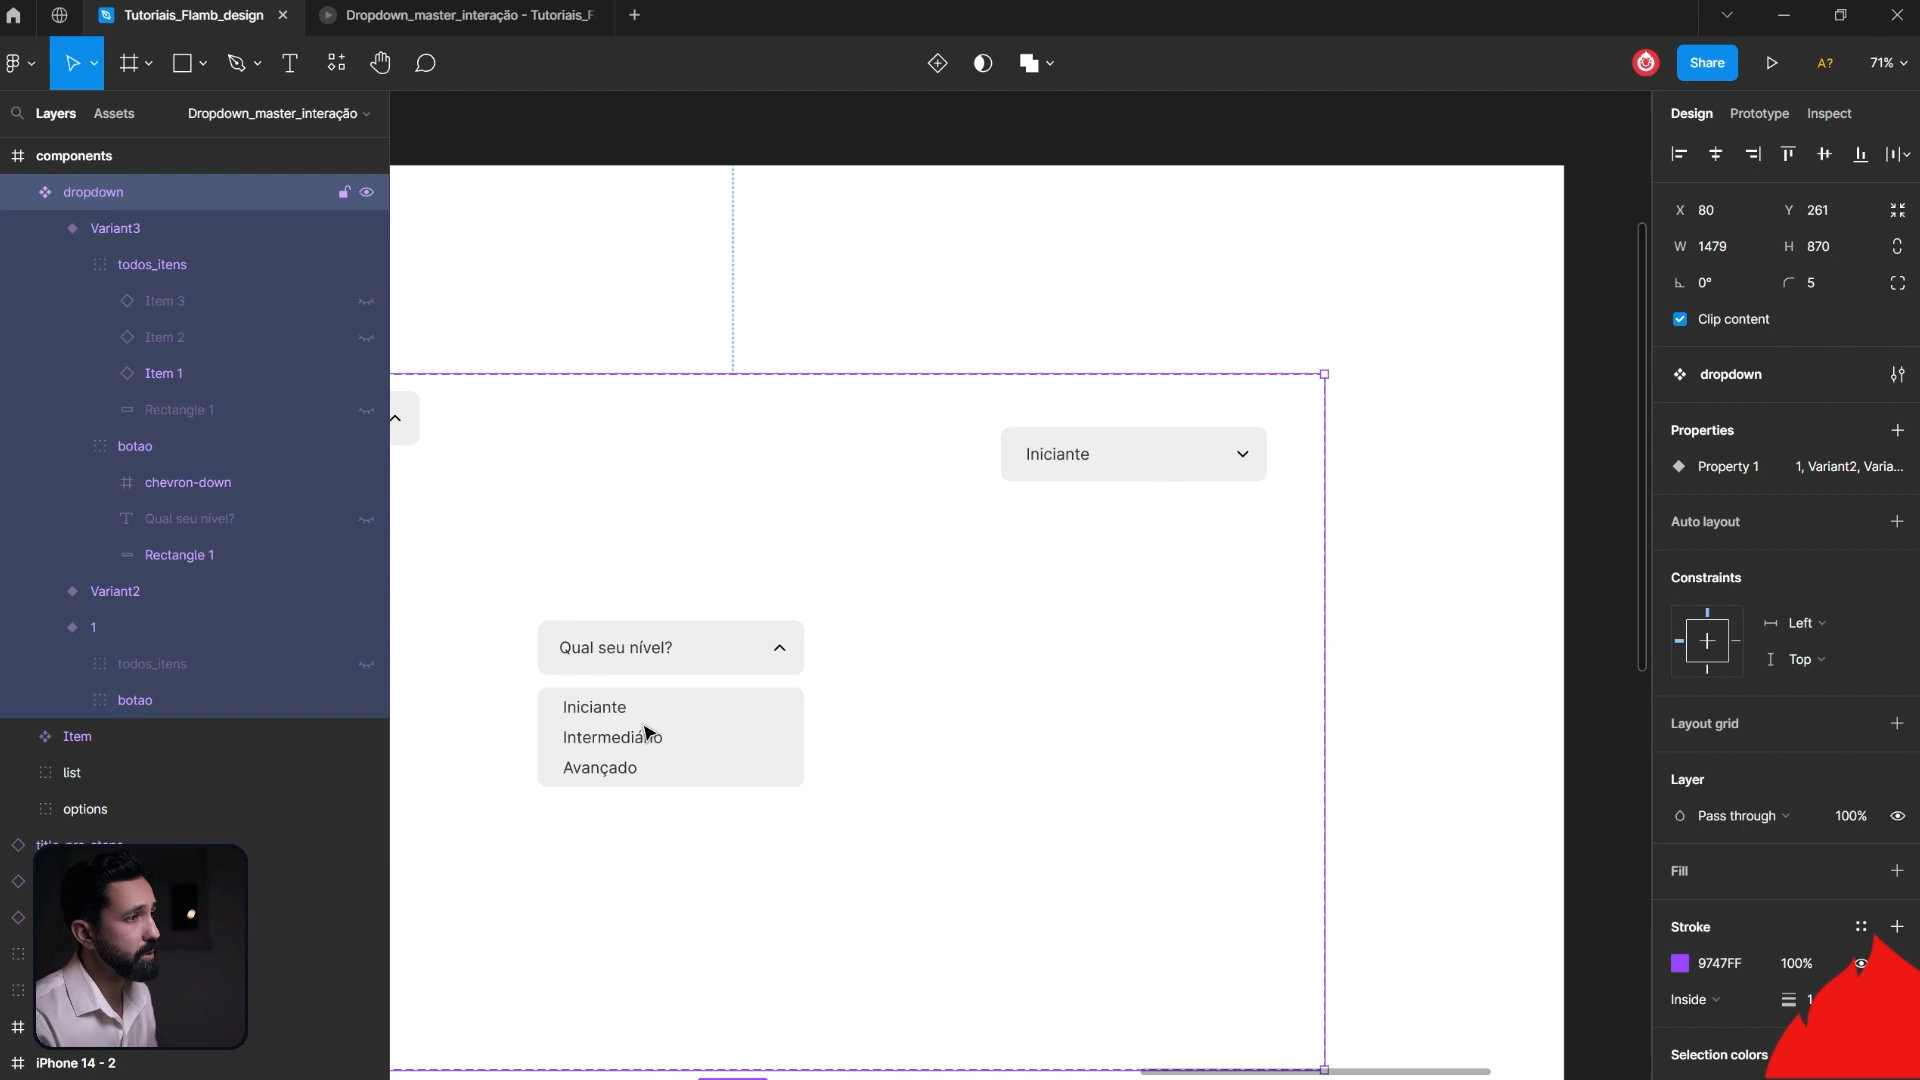 Tutoriais_Flamb_design
Dropdown_master_interação - Tutoriais_F
Share
A?
71%
Layers
Assets
Dropdown_master_interação
Design
Prototype
Inspect
components
dropdown
Variant3
todos_itens
Item 3
Item 2
Item 1
Rectangle 1
botao
chevron-down
Qual seu nível?
Rectangle 1
Variant2
1
todos_itens
botao
Item
list
options
iPhone 14 - 2
Iniciante
Qual seu nível?
Iniciante
Intermediário
Avançado
X 80
Y 261
W 1479
H 870
0°
5
Clip content
dropdown
Properties
Property 1
1, Variant2, Varia...
Auto layout
Constraints
Left
Top
Layout grid
Layer
Pass through
100%
Fill
Stroke
9747FF
100%
Inside
1
Selection colors